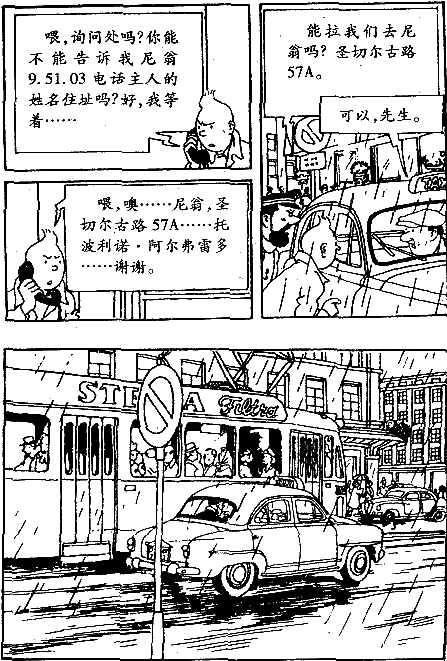 喂,询问处吗?你能
不能告诉我尼翁
9.51.03电话主人的
姓名住址吗?好,我等
着……
喂,噢……尼翁,圣
切尔古路57A……托
波利诺·阿尔弗雷多
……谢谢。
能拉我们去尼
翁吗?圣切尔古路
57A。
可以,先生。
Filtra